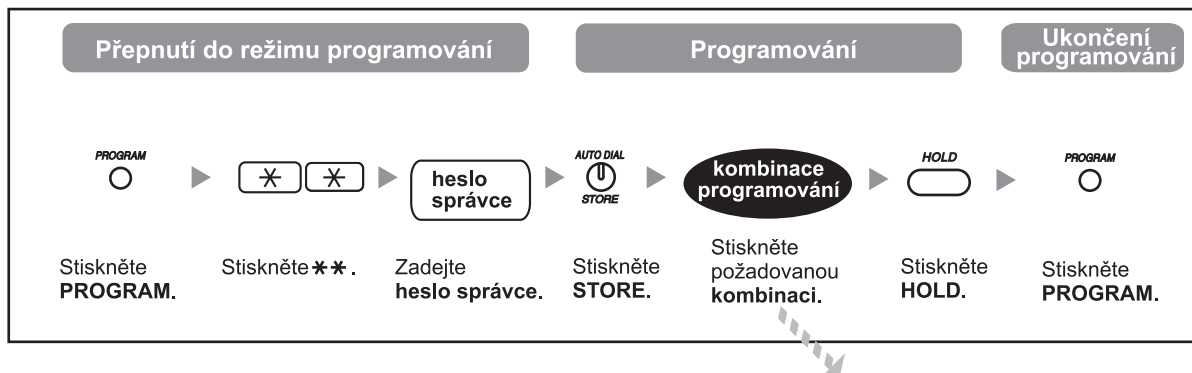 Přepnutí do režimu programování
Programování
Ukončení
programování
PROGRAM
heslo
správce
AUTO DIAL
STORE
kombinace
programování
HOLD
PROGRAM
Stiskněte
PROGRAM.
Stiskněte ✳✳.
Zadejte
heslo správce.
Stiskněte
STORE.
Stiskněte
požadovanou
kombinaci.
Stiskněte
HOLD.
Stiskněte
PROGRAM.